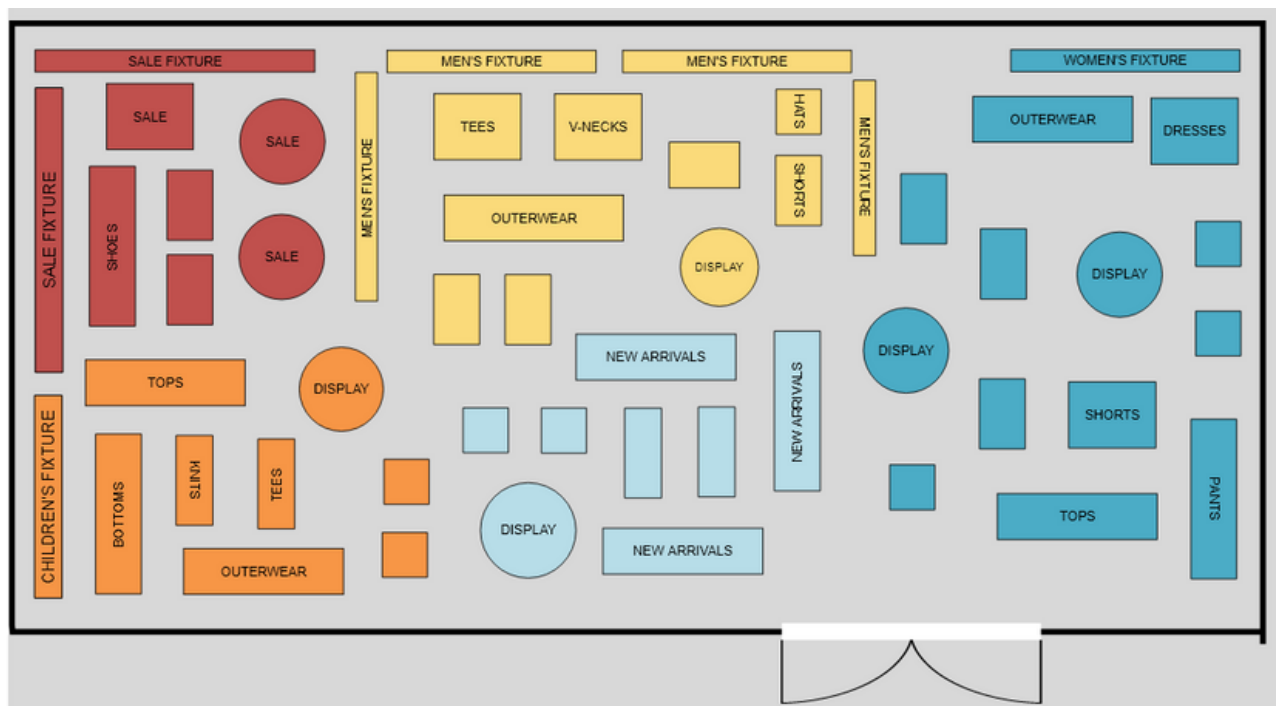 SALE FIXTURE
MEN'S FIXTURE
MEN'S FIXTURE
WOMEN'S FIXTURE
SALE FIXTURE
SALE
SALE
SHOES
SALE
MEN'S FIXTURE
TEES
V-NECKS
HATS
SHORTS
MEN'S FIXTURE
OUTERWEAR
DISPLAY
OUTERWEAR
DRESSES
DISPLAY
DISPLAY
SHORTS
TOPS
PANTS
TOPS
DISPLAY
CHILDREN'S FIXTURE
BOTTOMS
KNITS
TEES
OUTERWEAR
NEW ARRIVALS
NEW ARRIVALS
DISPLAY
NEW ARRIVALS